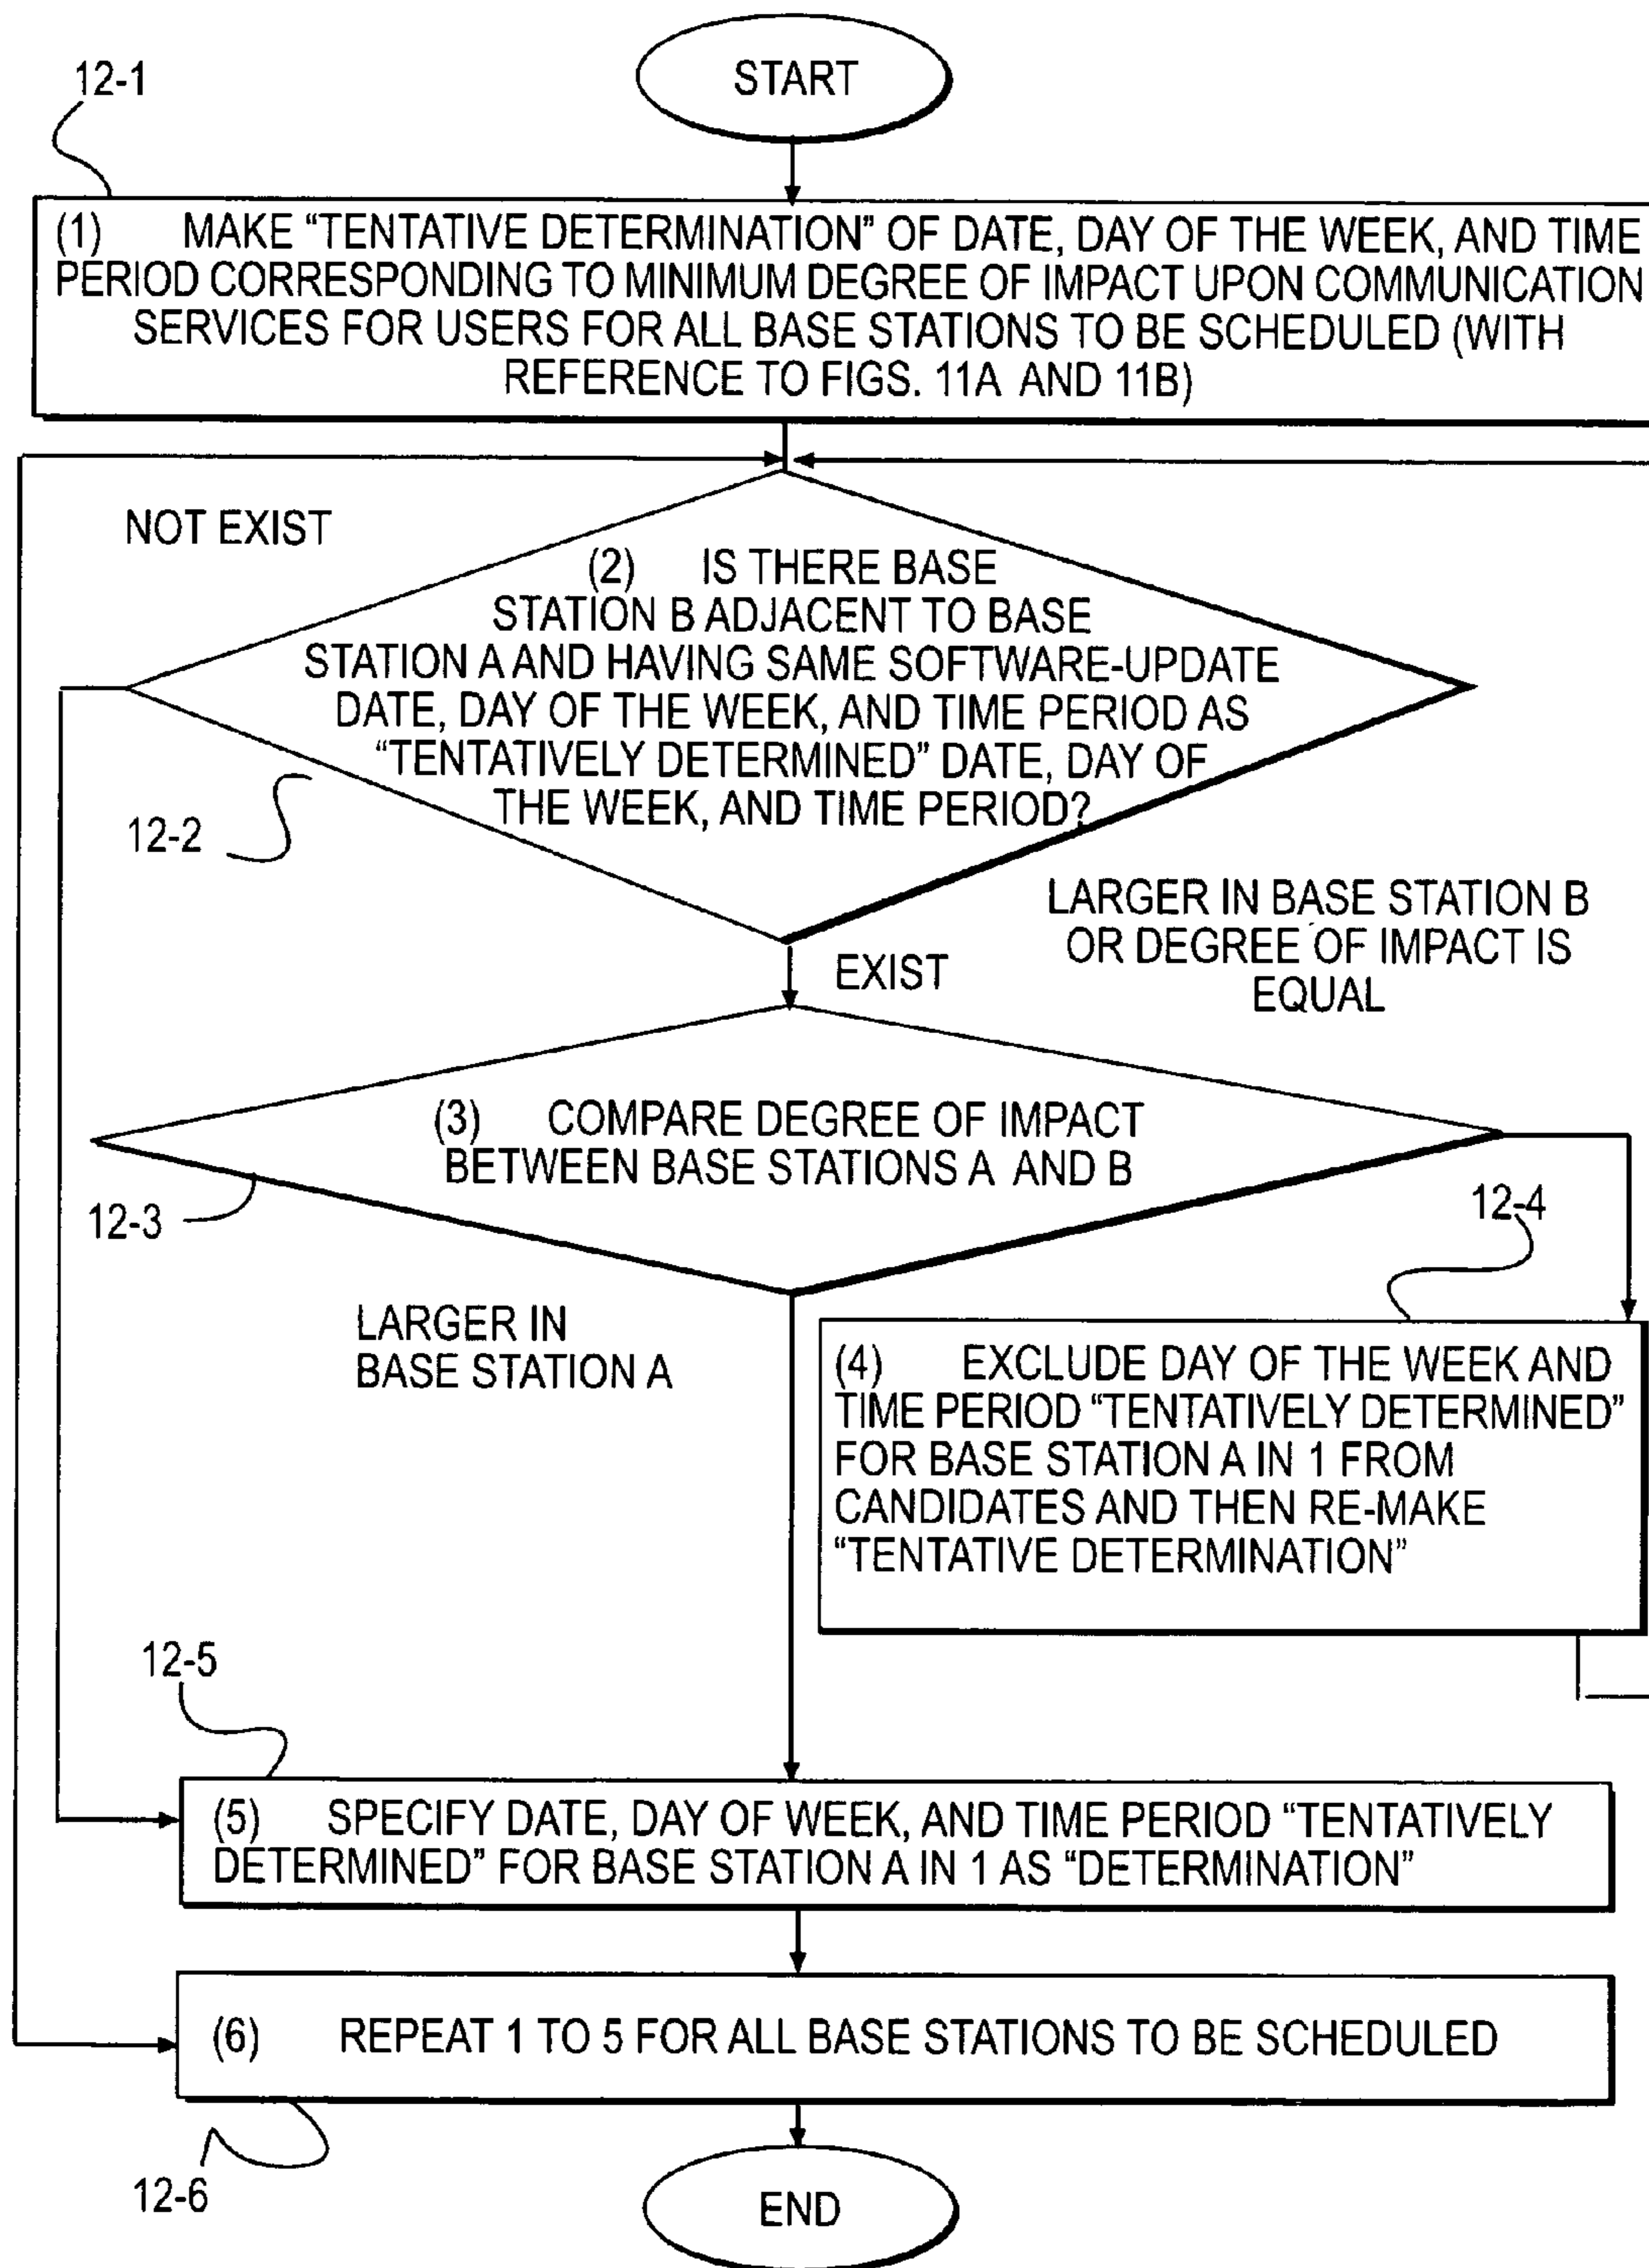 START
12-1
(1) MAKE “TENTATIVE DETERMINATION” OF DATE, DAY OF THE WEEK, AND TIME
PERIOD CORRESPONDING TO MINIMUM DEGREE OF IMPACT UPON COMMUNICATION
SERVICES FOR USERS FOR ALL BASE STATIONS TO BE SCHEDULED (WITH
REFERENCE TO FIGS. 11A AND 11B)
NOT EXIST
(2) IS THERE BASE
STATION B ADJACENT TO BASE
STATION A AND HAVING SAME SOFTWARE-UPDATE
DATE, DAY OF THE WEEK, AND TIME PERIOD AS
“TENTATIVELY DETERMINED” DATE, DAY OF
THE WEEK, AND TIME PERIOD?
12-2
LARGER IN BASE STATION B
OR DEGREE OF IMPACT IS
EQUAL
EXIST
(3) COMPARE DEGREE OF IMPACT
BETWEEN BASE STATIONS A AND B
12-3
12-4
LARGER IN
BASE STATION A
(4) EXCLUDE DAY OF THE WEEK AND
TIME PERIOD “TENTATIVELY DETERMINED”
FOR BASE STATION A IN 1 FROM
CANDIDATES AND THEN RE-MAKE
“TENTATIVE DETERMINATION”
12-5
(5) SPECIFY DATE, DAY OF WEEK, AND TIME PERIOD “TENTATIVELY
DETERMINED” FOR BASE STATION A IN 1 AS “DETERMINATION”
(6) REPEAT 1 TO 5 FOR ALL BASE STATIONS TO BE SCHEDULED
12-6
END